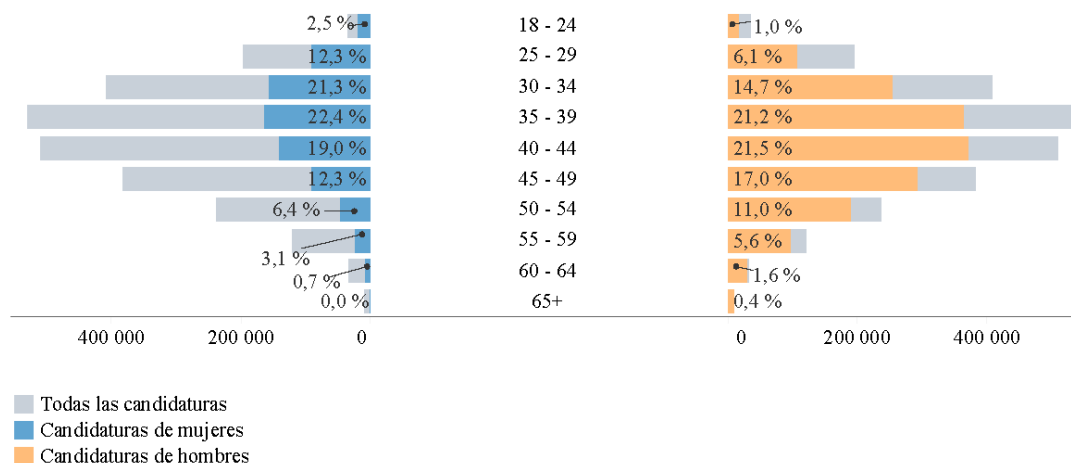 2,5 % 18 - 24 1,0 %
12,3 % 25 - 29 6,1 %
21,3 % 30 - 34 14,7 %
22,4 % 35 - 39 21,2 %
19,0 % 40 - 44 21,5 %
12,3 % 45 - 49 17,0 %
6,4 % 50 - 54 11,0 %
3,1 % 55 - 59 5,6 %
0,7 % 60 - 64 1,6 %
0,0 % 65+ 0,4 %
400 000 200 000 0 0 200 000 400 000
Todas las candidaturas
Candidaturas de mujeres
Candidaturas de hombres